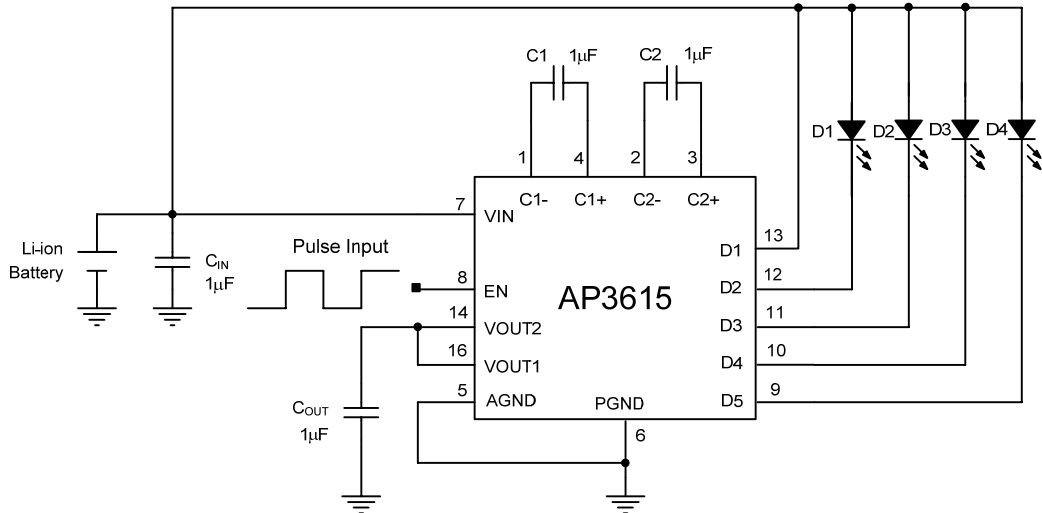 C1 1µF C2 1µF
D1 D2 D3 D4
1 4 2 3
C1- C1+ C2- C2+
7 VIN
Li-ion
Battery
CIN
1µF
Pulse Input
8 EN
AP3615
14 VOUT2
16 VOUT1
5 AGND
COUT
1µF
PGND
6
D1 13
D2 12
D3 11
D4 10
D5 9